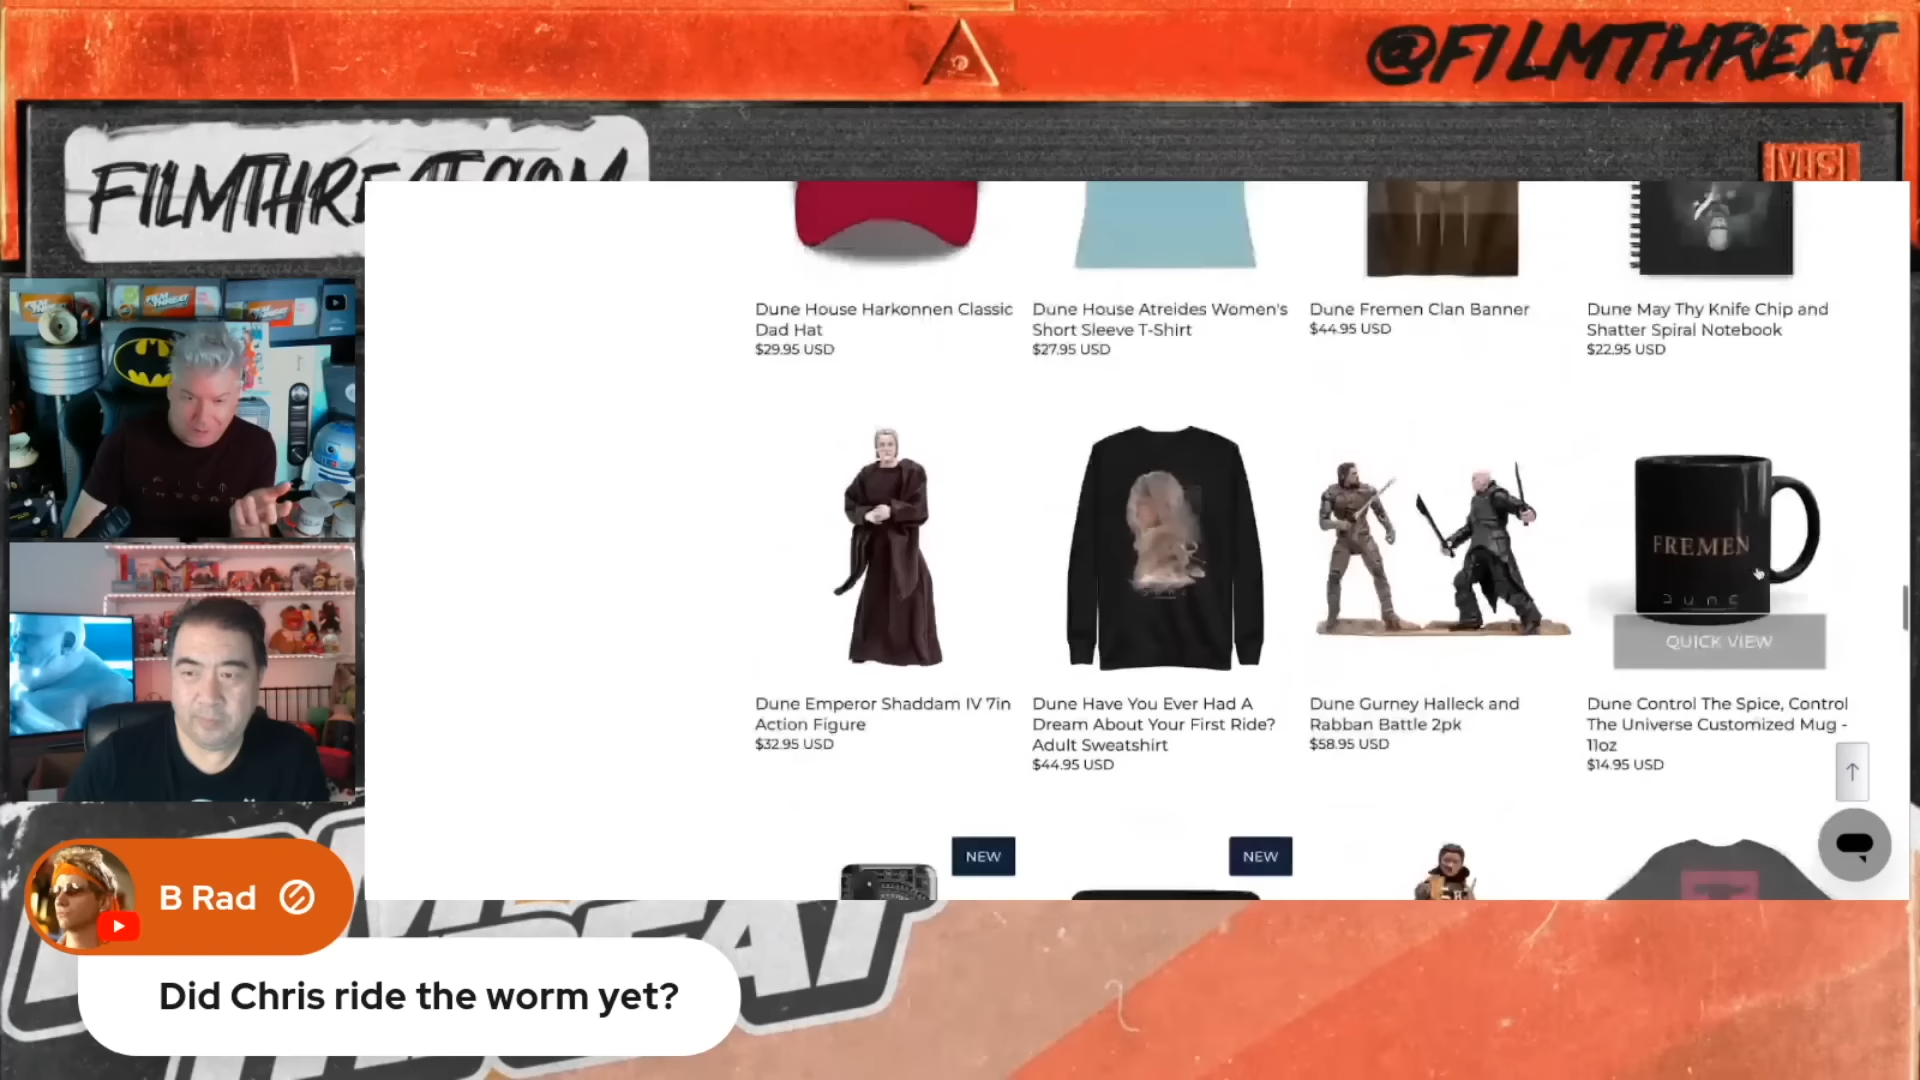 @FILMTHREAT
VIS
Dune House Harkonnen Classic
Dad Hat
$29.95 USD
Dune House Atreides Women's
Short Sleeve T-Shirt
$27.95 USD
Dune Fremen Clan Banner
$44.95 USD
Dune May Thy Knife Chip and
Shatter Spiral Notebook
$22.95 USD
FILM
THREAT
FREMEN
DUNE
QUICK VIEW
Dune Emperor Shaddam IV 7in
Action Figure
$32.95 USD
Dune Have You Ever Had A
Dream About Your First Ride?
Adult Sweatshirt
$44.95 USD
Dune Gurney Halleck and
Rabban Battle 2pk
$58.95 USD
Dune Control The Spice, Control
The Universe Customized Mug -
11oz
$14.95 USD
NEW
NEW
B Rad
Did Chris ride the worm yet?